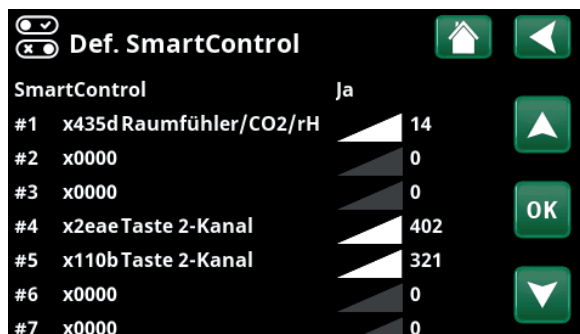 Def. SmartControl
SmartControl Ja
#1 x435d Raumfühler/CO2/rH 14
#2 x0000 0
#3 x0000 0
#4 x2eae Taste 2-Kanal 402
#5 x110b Taste 2-Kanal 321
#6 x0000 0
#7 x0000 0
OK